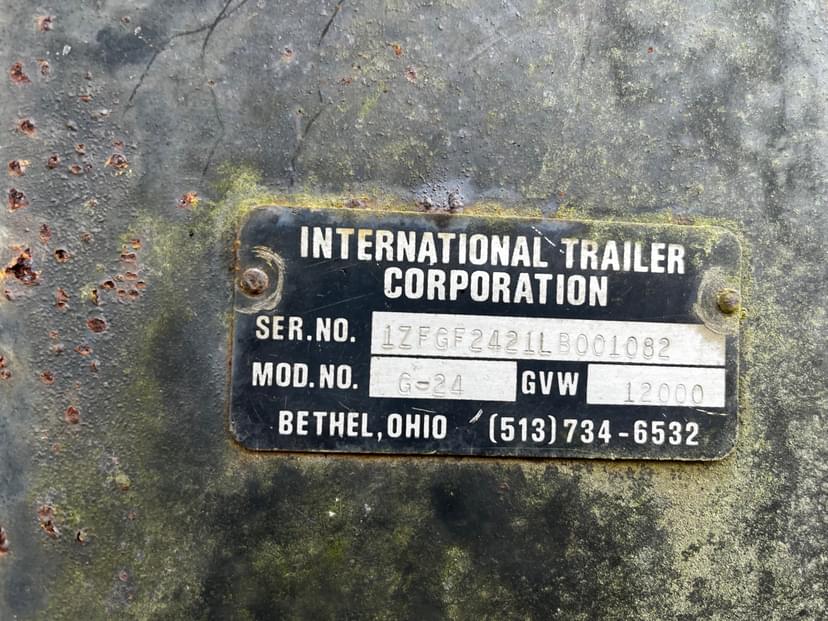 INTERNATIONAL TRAILER
CORPORATION
SER.NO. 1ZFGF2421LB001082
MOD.NO. G-24 GVW 12000
BETHEL, OHIO (513) 734-6532